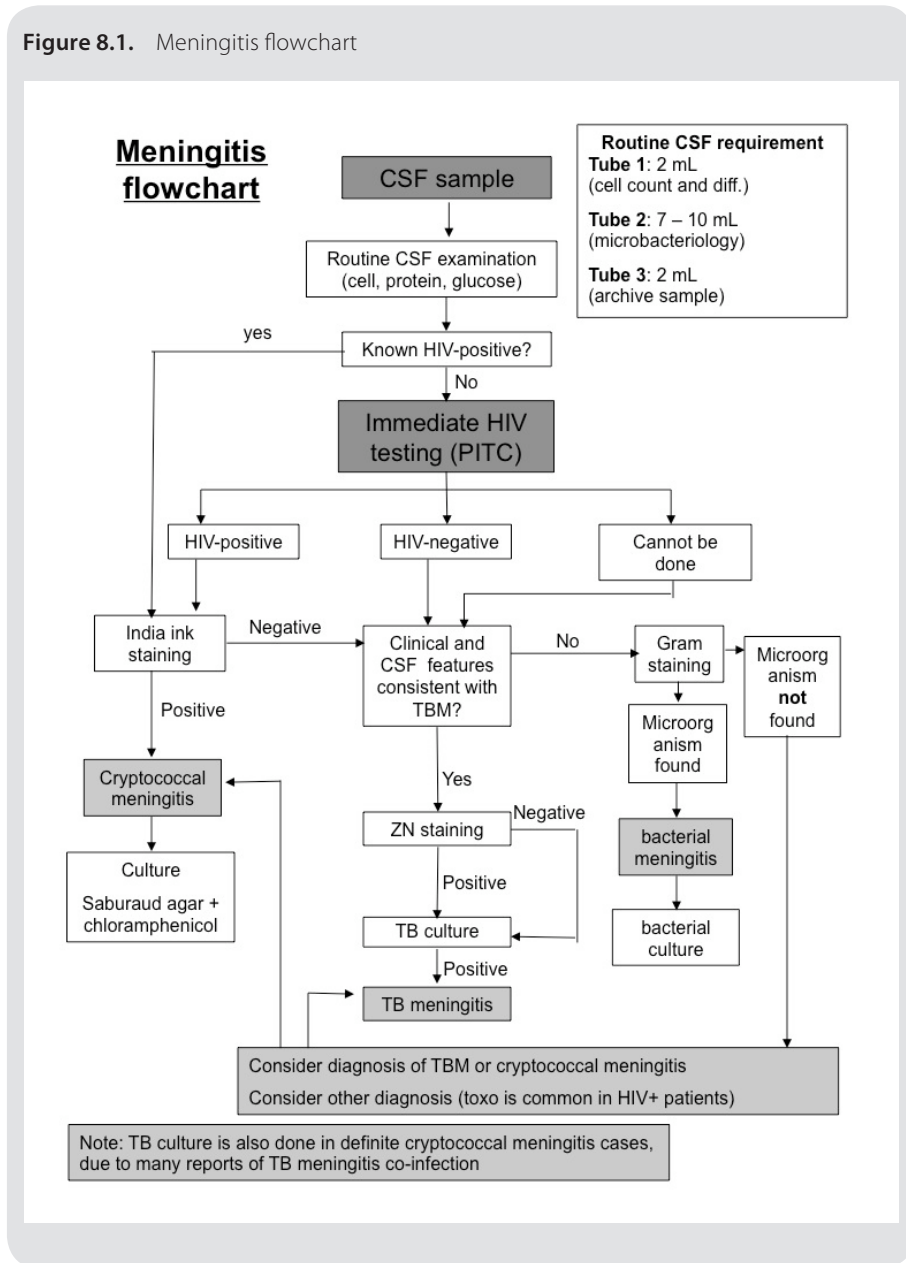 Figure 8.1. Meningitis flowchart
Meningitis
flowchart
CSF sample
Routine CSF requirement
Tube 1: 2 mL
(cell count and diff.)
Tube 2: 7 – 10 mL
(microbacteriology)
Tube 3: 2 mL
(archive sample)
Routine CSF examination
(cell, protein, glucose)
yes
Known HIV-positive?
No
Immediate HIV
testing (PITC)
HIV-positive
HIV-negative
Cannot be
done
India ink
staining
Negative
Clinical and
CSF features
consistent with
TBM?
No
Gram
staining
Microorg
anism
not
found
Positive
Microorg
anism
found
Cryptococcal
meningitis
Yes
ZN staining
Negative
bacterial
meningitis
Culture
Saburaud agar +
chloramphenicol
Positive
TB culture
bacterial
culture
Positive
TB meningitis
Consider diagnosis of TBM or cryptococcal meningitis
Consider other diagnosis (toxo is common in HIV+ patients)
Note: TB culture is also done in definite cryptococcal meningitis cases,
due to many reports of TB meningitis co-infection